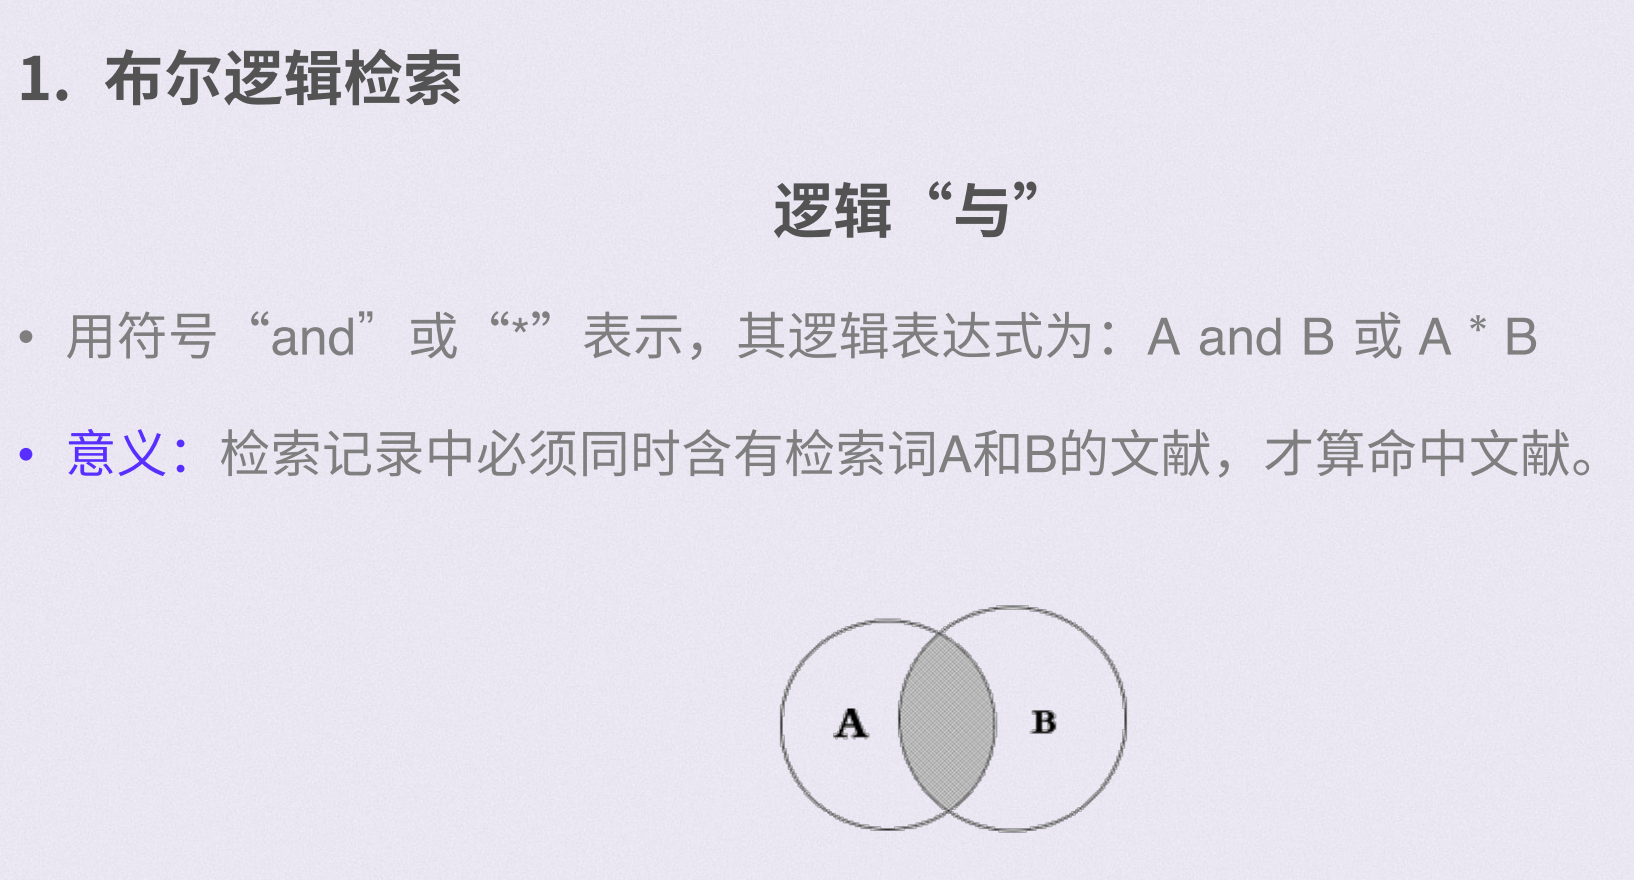 1. 布尔逻辑检索
逻辑“与”
• 用符号“and”或“*”表示，其逻辑表达式为：A and B 或 A * B
• 意义：检索记录中必须同时含有检索词A和B的文献，才算命中文献。
A B